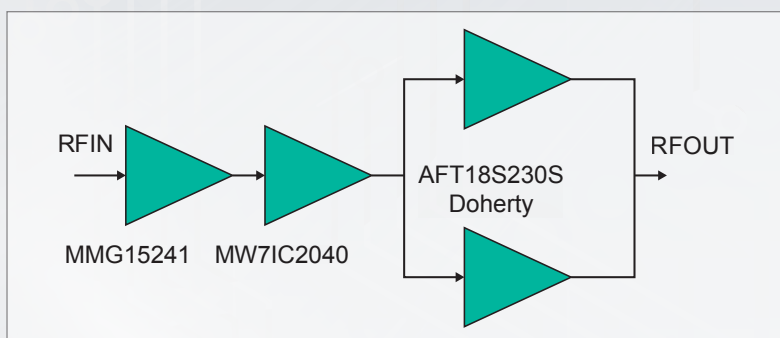 RFIN
MMG15241
MW7IC2040
AFT18S230S
Doherty
RFOUT